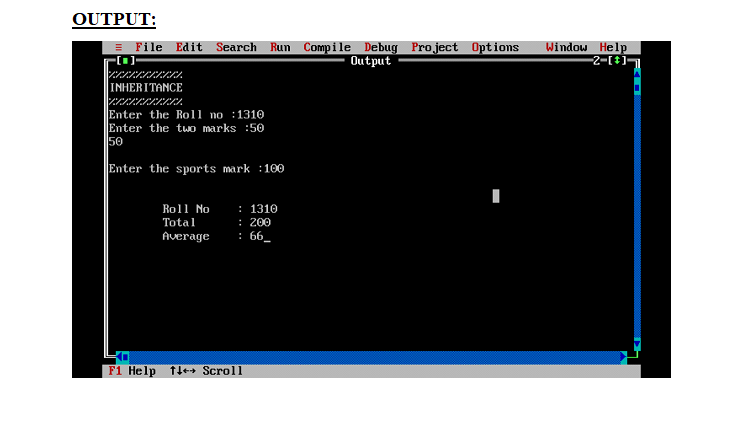 OUTPUT:
≡ File Edit Search Run Compile Debug Project Options Window Help
[■] Output 2=[↕]
%%%%%%%%%%%
INHERITANCE
%%%%%%%%%%%
Enter the Roll no :1310
Enter the two marks :50
50
Enter the sports mark :100
Roll No : 1310
Total : 200
Average : 66_
F1 Help ↑↓←→ Scroll